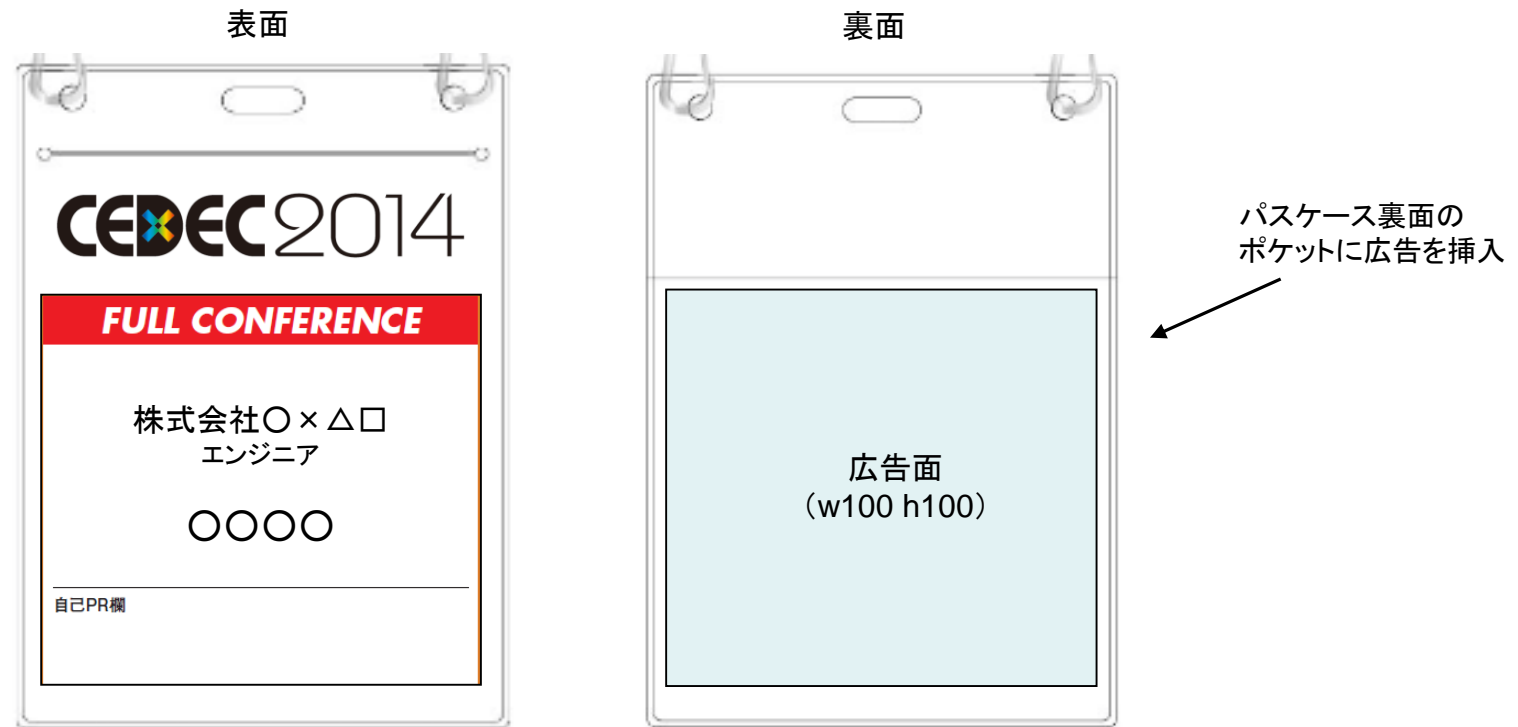 表面
CEDEC2014
FULL CONFERENCE
株式会社○×△□
エンジニア
○○○○
自己PR欄
裏面
広告面
（w100 h100）
パスケース裏面の
ポケットに広告を挿入